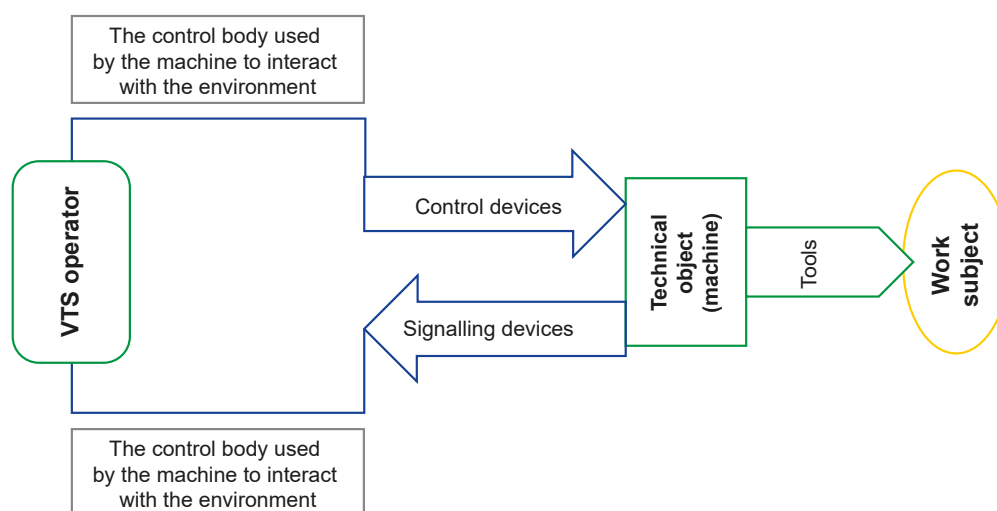 The control body used
by the machine to interact
with the environment
VTS operator
Control devices
Signalling devices
Technical
object
(machine)
Tools
Work
subject
The control body used
by the machine to interact
with the environment